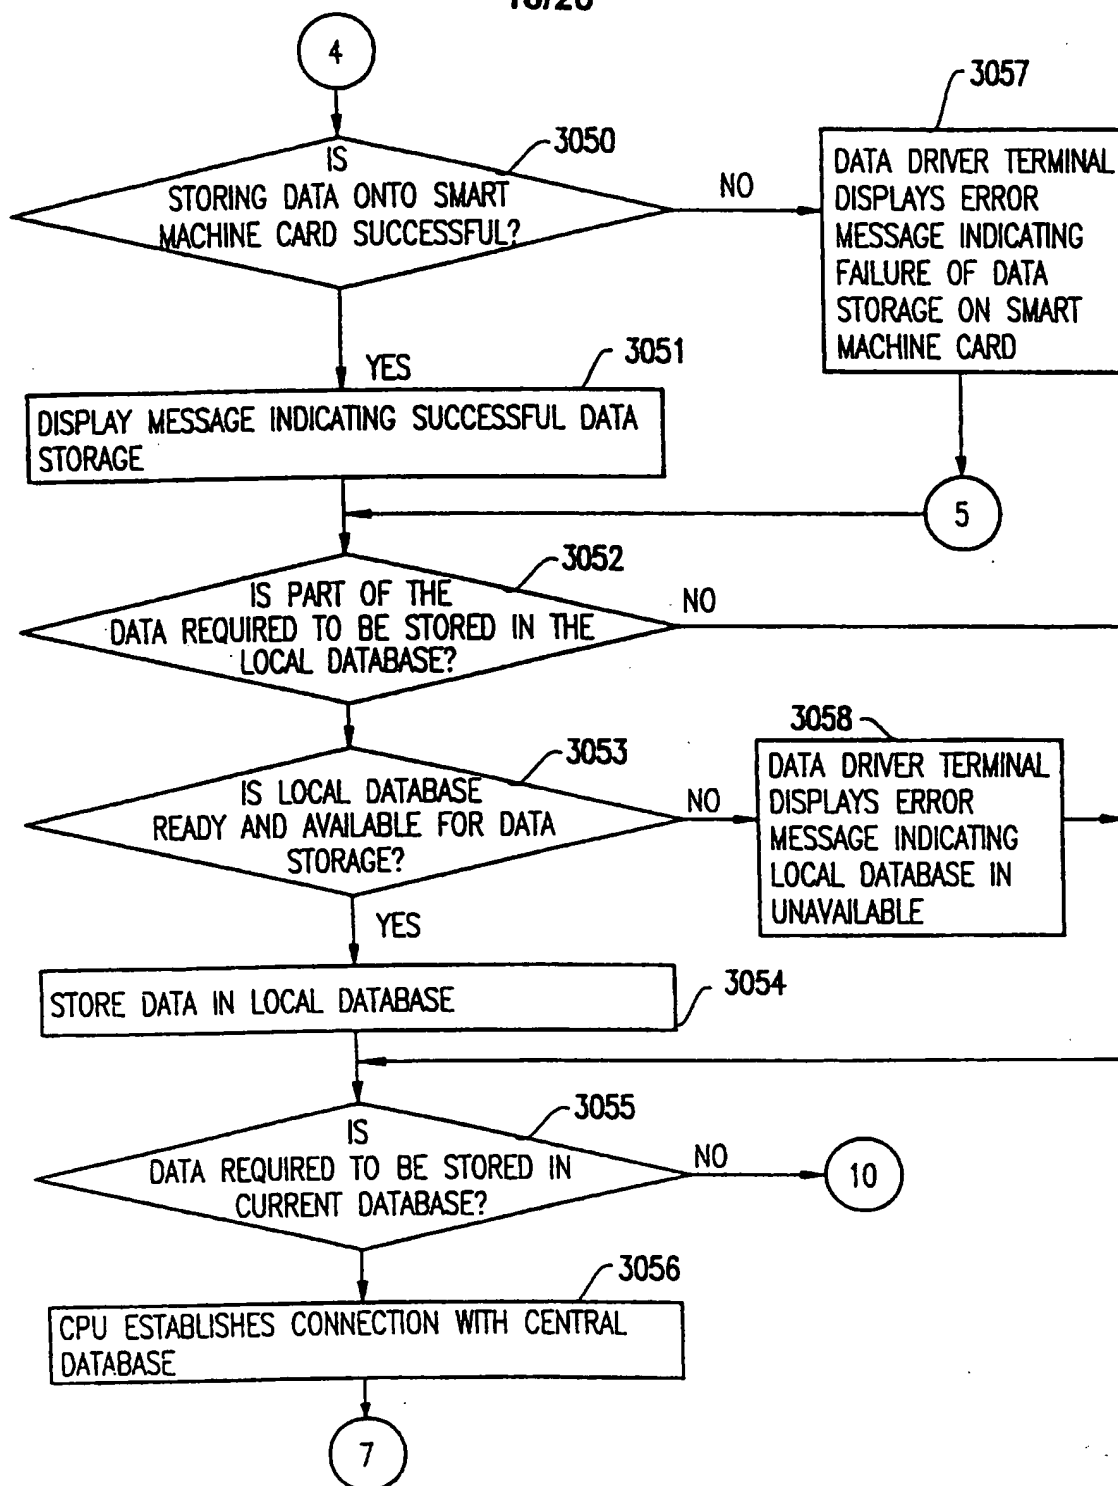 4
3050
IS
STORING DATA ONTO SMART
MACHINE CARD SUCCESSFUL?
NO
3057
DATA DRIVER TERMINAL
DISPLAYS ERROR
MESSAGE INDICATING
FAILURE OF DATA
STORAGE ON SMART
MACHINE CARD
YES
3051
DISPLAY MESSAGE INDICATING SUCCESSFUL DATA
STORAGE
5
3052
IS PART OF THE
DATA REQUIRED TO BE STORED IN THE
LOCAL DATABASE?
NO
3053
IS LOCAL DATABASE
READY AND AVAILABLE FOR DATA
STORAGE?
NO
3058
DATA DRIVER TERMINAL
DISPLAYS ERROR
MESSAGE INDICATING
LOCAL DATABASE IN
UNAVAILABLE
YES
STORE DATA IN LOCAL DATABASE
3054
3055
IS
DATA REQUIRED TO BE STORED IN
CURRENT DATABASE?
NO
10
3056
CPU ESTABLISHES CONNECTION WITH CENTRAL
DATABASE
7